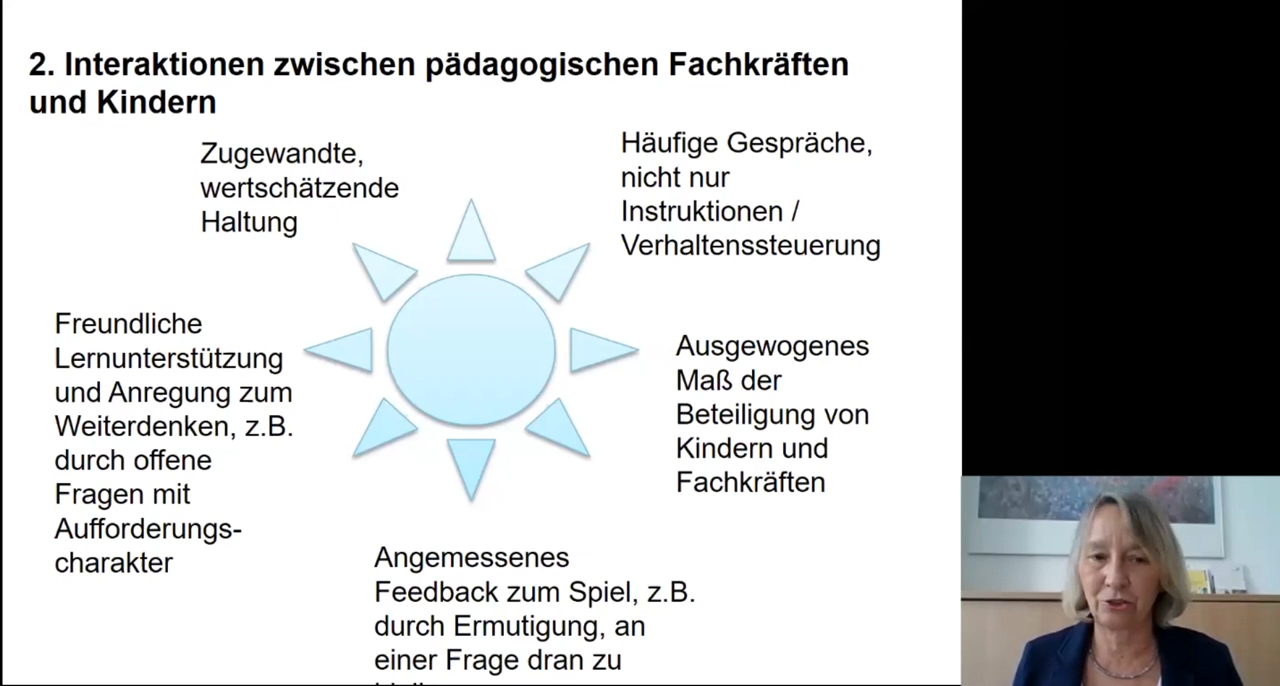 2. Interaktionen zwischen pädagogischen Fachkräften
und Kindern
Zugewandte,
wertschätzende
Haltung
Häufige Gespräche,
nicht nur
Instruktionen /
Verhaltenssteuerung
Freundliche
Lernunterstützung
und Anregung zum
Weiterdenken, z.B.
durch offene
Fragen mit
Aufforderungs-
charakter
Ausgewogenes
Maß der
Beteiligung von
Kindern und
Fachkräften
Angemessenes
Feedback zum Spiel, z.B.
durch Ermutigung, an
einer Frage dran zu